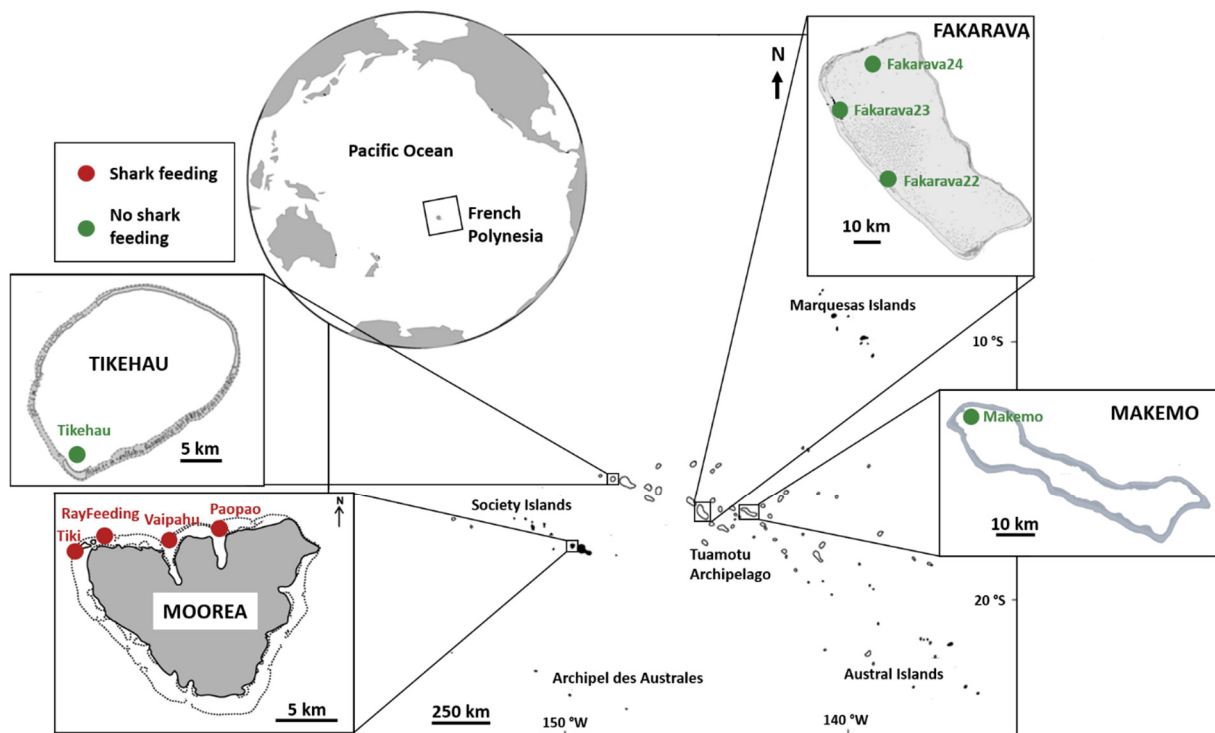 FAKARAVA
N
Fakarava24
Fakarava23
Fakarava22
10 km
Pacific Ocean
French
Polynesia
Shark feeding
No shark
feeding
Marquesas Islands
10 °S
TIKEHAU
Tikehau
5 km
MAKEMO
Makemo
10 km
Society Islands
Tuamotu
Archipelago
N
Paopao
RayFeeding
Vaipahu
Tiki
MOOREA
5 km
20 °S
Archipel des Australes
Austral Islands
250 km
150 °W
140 °W